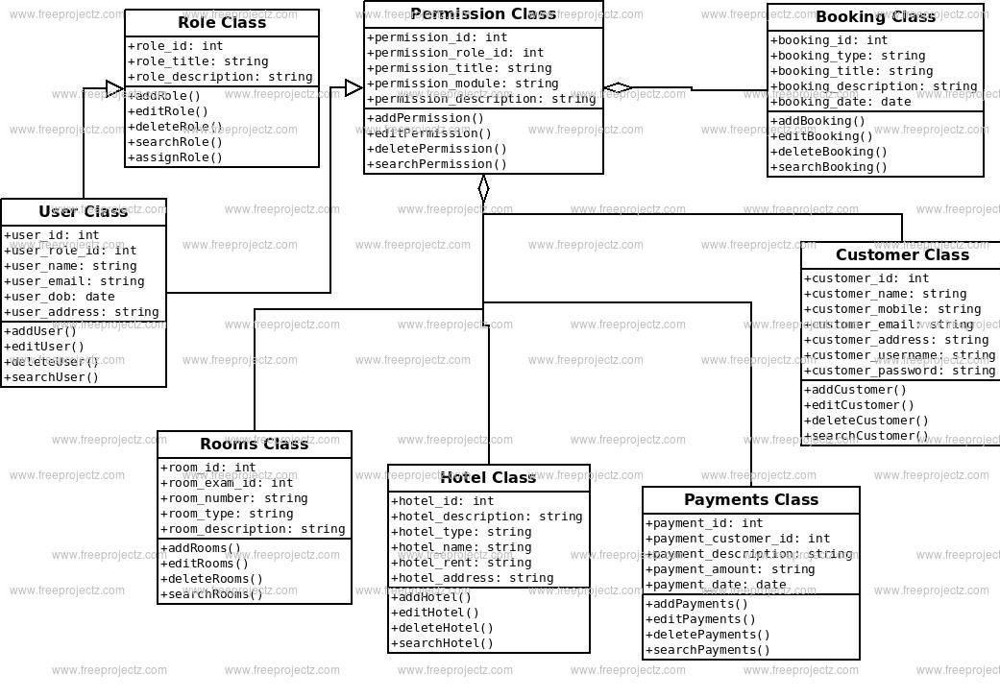 Role Class
+role_id: int
+role_title: string
+role_description: string
+addRole()
+editRole()
+deleteRole()
+searchRole()
+assignRole()
Permission Class
+permission_id: int
+permission_role_id: int
+permission_title: string
+permission_module: string
+permission_description: string
+addPermission()
+editPermission()
+deletePermission()
+searchPermission()
Booking Class
+booking_id: int
+booking_type: string
+booking_title: string
+booking_description: string
+booking_date: date
+addBooking()
+editBooking()
+deleteBooking()
+searchBooking()
User Class
+user_id: int
+user_role_id: int
+user_name: string
+user_email: string
+user_dob: date
+user_address: string
+addUser()
+editUser()
+deleteUser()
+searchUser()
Customer Class
+customer_id: int
+customer_name: string
+customer_mobile: string
+customer_email: string
+customer_address: string
+customer_username: string
+customer_password: string
+addCustomer()
+editCustomer()
+deleteCustomer()
+searchCustomer()
Rooms Class
+room_id: int
+room_exam_id: int
+room_number: string
+room_type: string
+room_description: string
+addRooms()
+editRooms()
+deleteRooms()
+searchRooms()
Hotel Class
+hotel_id: int
+hotel_description: string
+hotel_type: string
+hotel_name: string
+hotel_rent: string
+hotel_address: string
+addHotel()
+editHotel()
+deleteHotel()
+searchHotel()
Payments Class
+payment_id: int
+payment_customer_id: int
+payment_description: string
+payment_amount: string
+payment_date: date
+addPayments()
+editPayments()
+deletePayments()
+searchPayments()
www.freeprojectz.com